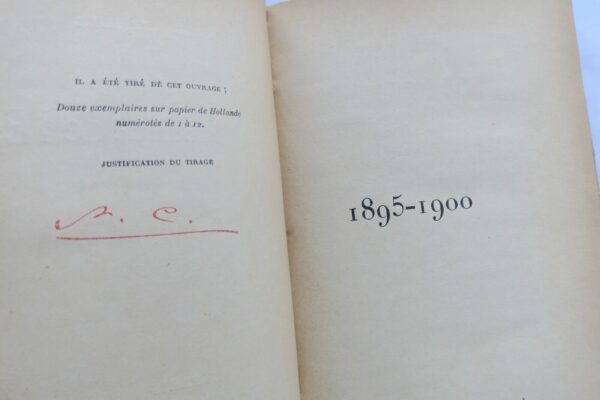 IL A ÉTÉ TIRÉ DE CET OUVRAGE :
Douze exemplaires sur papier de Hollande
numérotés de 1 à 12.
JUSTIFICATION DU TIRAGE
A. C.
1895-1900